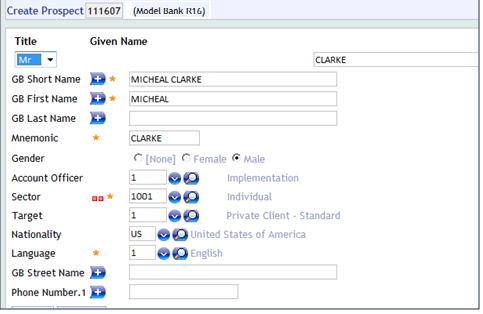 Create Prospect 111607 (Model Bank R16)
Title Given Name
Mr CLARKE
GB Short Name MICHEAL CLARKE
GB First Name MICHEAL
GB Last Name
Mnemonic CLARKE
Gender [None] Female Male
Account Officer 1 Implementation
Sector 1001 Individual
Target 1 Private Client - Standard
Nationality US United States of America
Language 1 English
GB Street Name
Phone Number.1